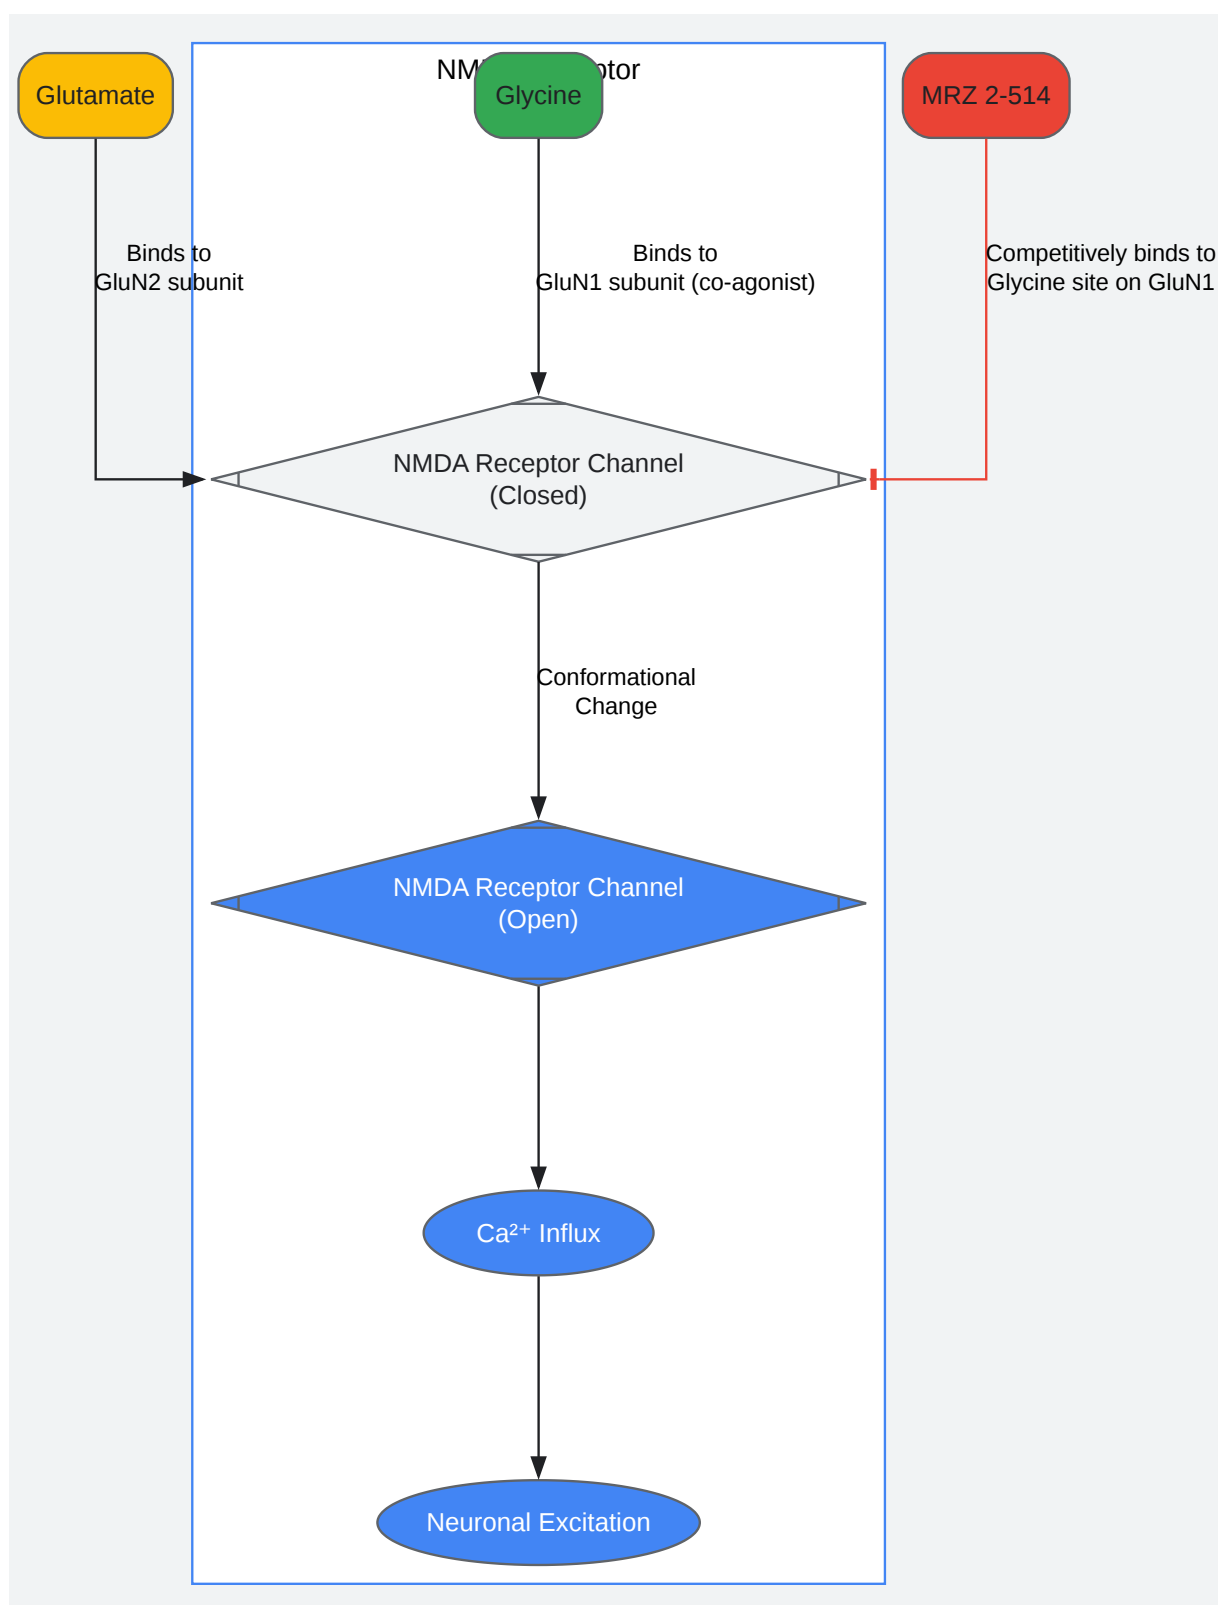 Glutamate
Glycine
MRZ 2-514
Binds to
GluN2 subunit
Binds to
GluN1 subunit (co-agonist)
Competitively binds to
Glycine site on GluN1
NMDA Receptor Channel
(Closed)
Conformational
Change
NMDA Receptor Channel
(Open)
Ca²⁺ Influx
Neuronal Excitation